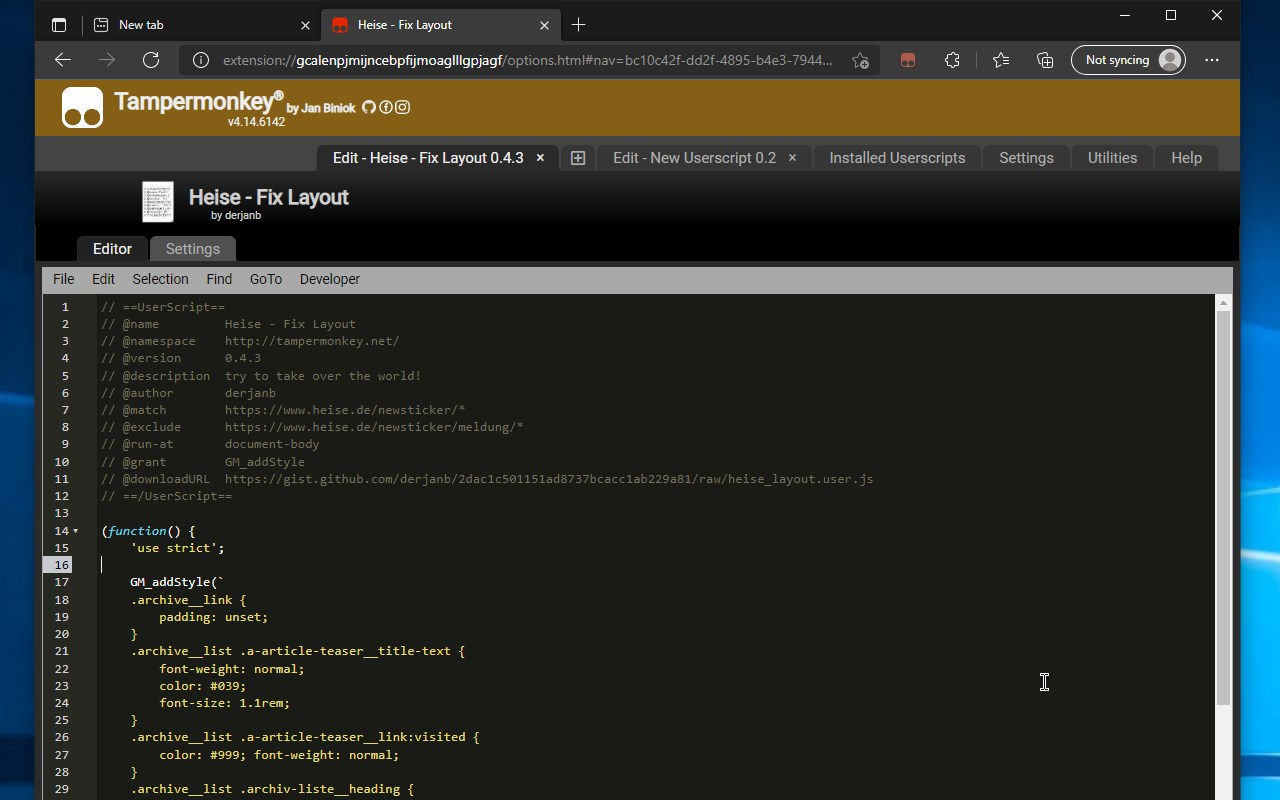 New tab
Heise - Fix Layout
extension://gcalenpjmijncebpfijmoaglllgpjagf/options.html#nav=bc10c42f-dd2f-4895-b4e3-7944...
Not syncing
Tampermonkey® by Jan Biniok
v4.14.6142
Edit - Heise - Fix Layout 0.4.3
Edit - New Userscript 0.2
Installed Userscripts
Settings
Utilities
Help
Heise - Fix Layout
by derjanb
Editor
Settings
File Edit Selection Find GoTo Developer
1 // ==UserScript==
2 // @name Heise - Fix Layout
3 // @namespace http://tampermonkey.net/
4 // @version 0.4.3
5 // @description try to take over the world!
6 // @author derjanb
7 // @match https://www.heise.de/newsticker/*
8 // @exclude https://www.heise.de/newsticker/meldung/*
9 // @run-at document-body
10 // @grant GM_addStyle
11 // @downloadURL https://gist.github.com/derjanb/2dac1c501151ad8737bcacc1ab229a81/raw/heise_layout.user.js
12 // ==/UserScript==
13
14 (function() {
15 'use strict';
16
17 GM_addStyle(`
18 .archive__link {
19 padding: unset;
20 }
21 .archive__list .a-article-teaser__title-text {
22 font-weight: normal;
23 color: #039;
24 font-size: 1.1rem;
25 }
26 .archive__list .a-article-teaser__link:visited {
27 color: #999; font-weight: normal;
28 }
29 .archive__list .archiv-liste__heading {